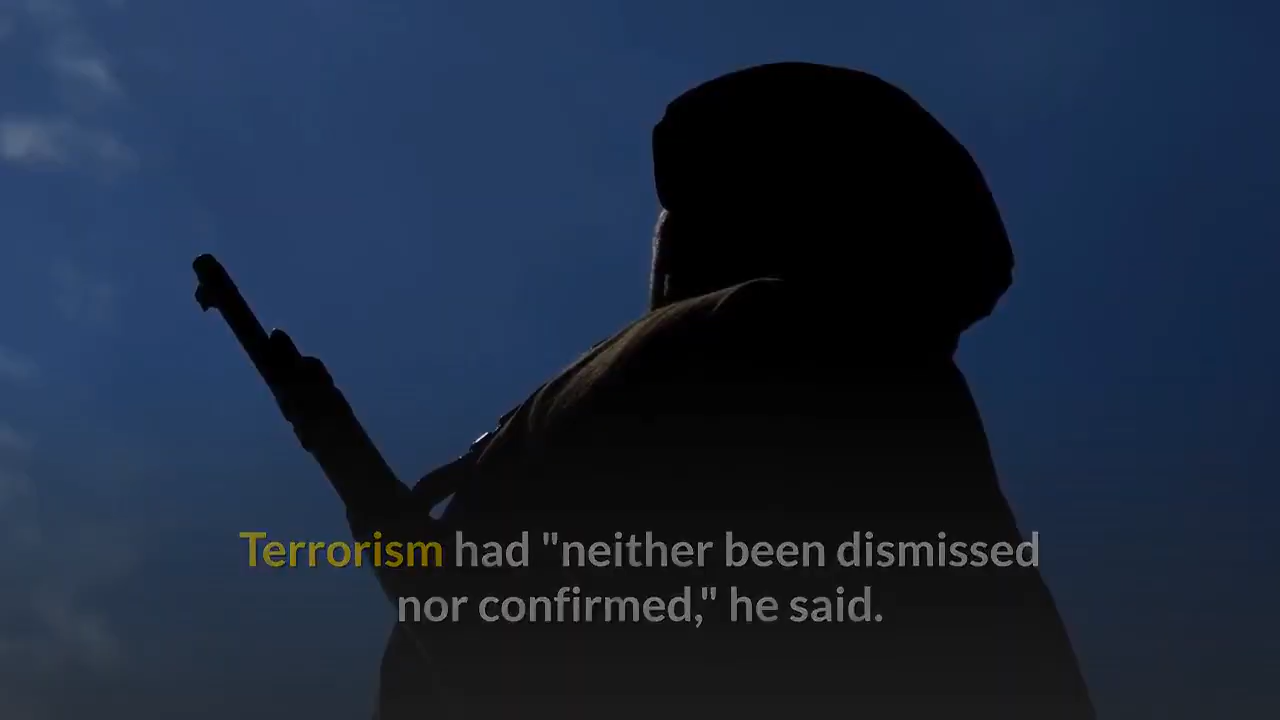 Terrorism had "neither been dismissed
nor confirmed," he said.